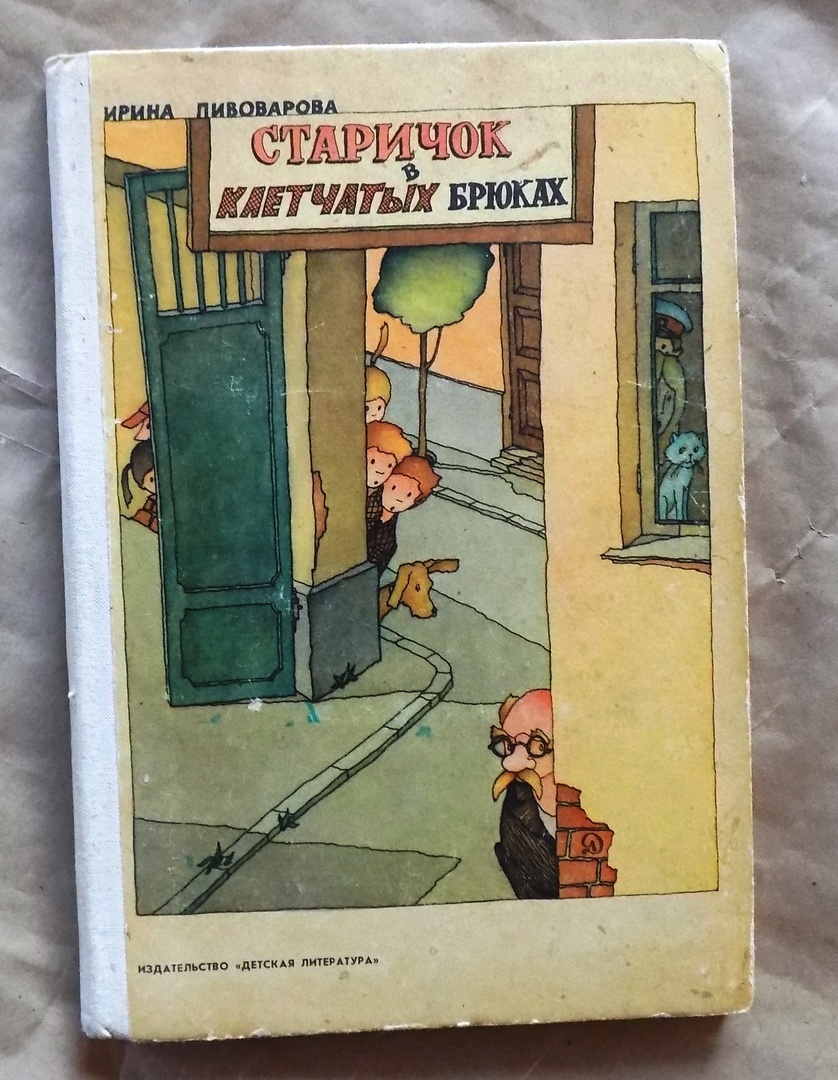 ИРИНА ПИВОВАРОВА
СТАРИЧОК
В
КЛЕТЧАТЫХ БРЮКАХ
ИЗДАТЕЛЬСТВО «ДЕТСКАЯ ЛИТЕРАТУРА»